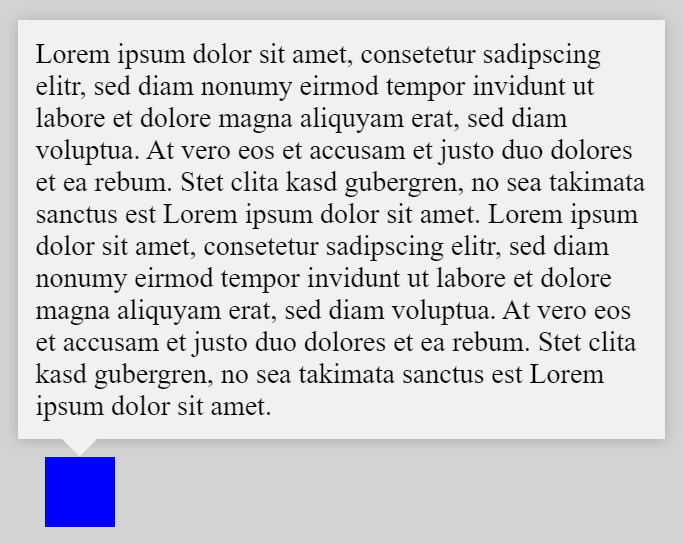 Lorem ipsum dolor sit amet, consetetur sadipscing
elitr, sed diam nonumy eirmod tempor invidunt ut
labore et dolore magna aliquyam erat, sed diam
voluptua. At vero eos et accusam et justo duo dolores
et ea rebum. Stet clita kasd gubergren, no sea takimata
sanctus est Lorem ipsum dolor sit amet. Lorem ipsum
dolor sit amet, consetetur sadipscing elitr, sed diam
nonumy eirmod tempor invidunt ut labore et dolore
magna aliquyam erat, sed diam voluptua. At vero eos
et accusam et justo duo dolores et ea rebum. Stet clita
kasd gubergren, no sea takimata sanctus est Lorem
ipsum dolor sit amet.